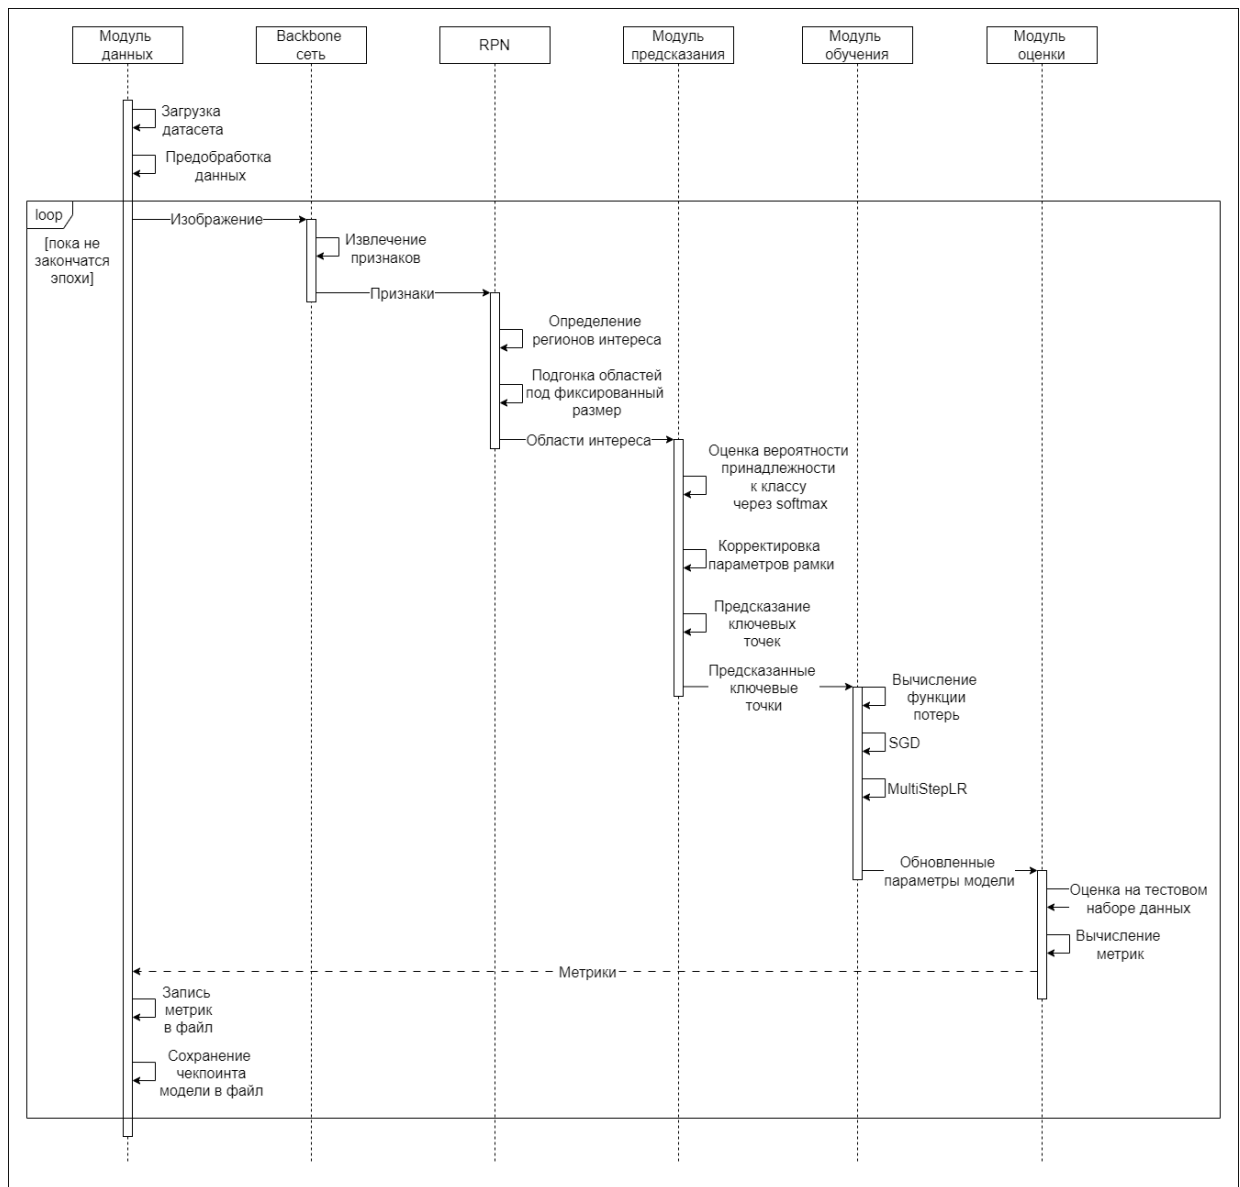 Модуль
данных
Backbone
сеть
RPN
Модуль
предсказания
Модуль
обучения
Модуль
оценки
Загрузка
датасета
Предобработка
данных
loop
[пока не
закончатся
эпохи]
Изображение
Извлечение
признаков
Признаки
Определение
регионов интереса
Подгонка областей
под фиксированный
размер
Области интереса
Оценка вероятности
принадлежности
к классу
через softmax
Корректировка
параметров рамки
Предсказание
ключевых
точек
Предсказанные
ключевые
точки
Вычисление
функции
потерь
SGD
MultiStepLR
Обновленные
параметры модели
Оценка на тестовом
наборе данных
Вычисление
метрик
Метрики
Запись
метрик
в файл
Сохранение
чекпоинта
модели в файл